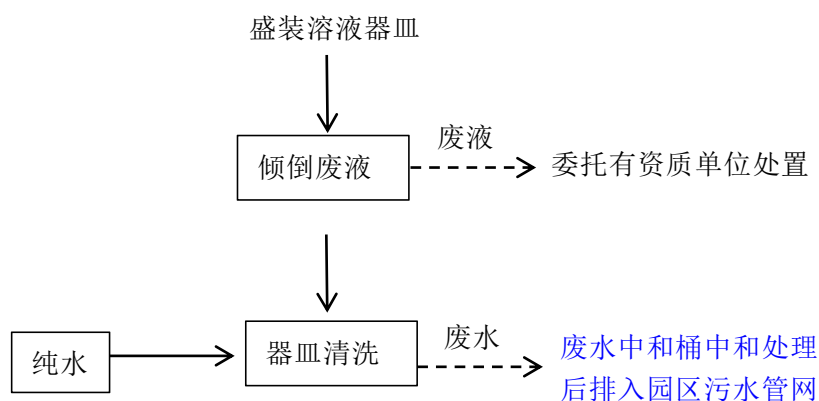 盛装溶液器皿
废液
倾倒废液
委托有资质单位处置
废水
纯水
器皿清洗
废水中和桶中和处理
后排入园区污水管网